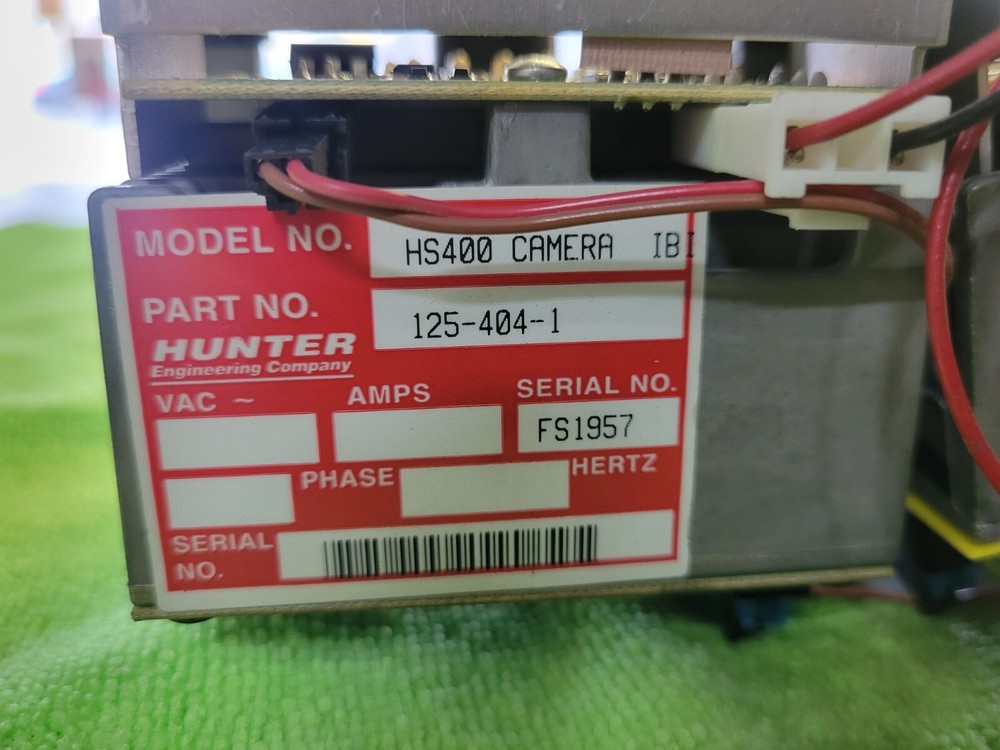 MODEL NO. HS400 CAMERA IBI
PART NO. 125-404-1
HUNTER
Engineering Company
VAC ~ AMPS SERIAL NO.
FS1957
PHASE HERTZ
SERIAL
NO.